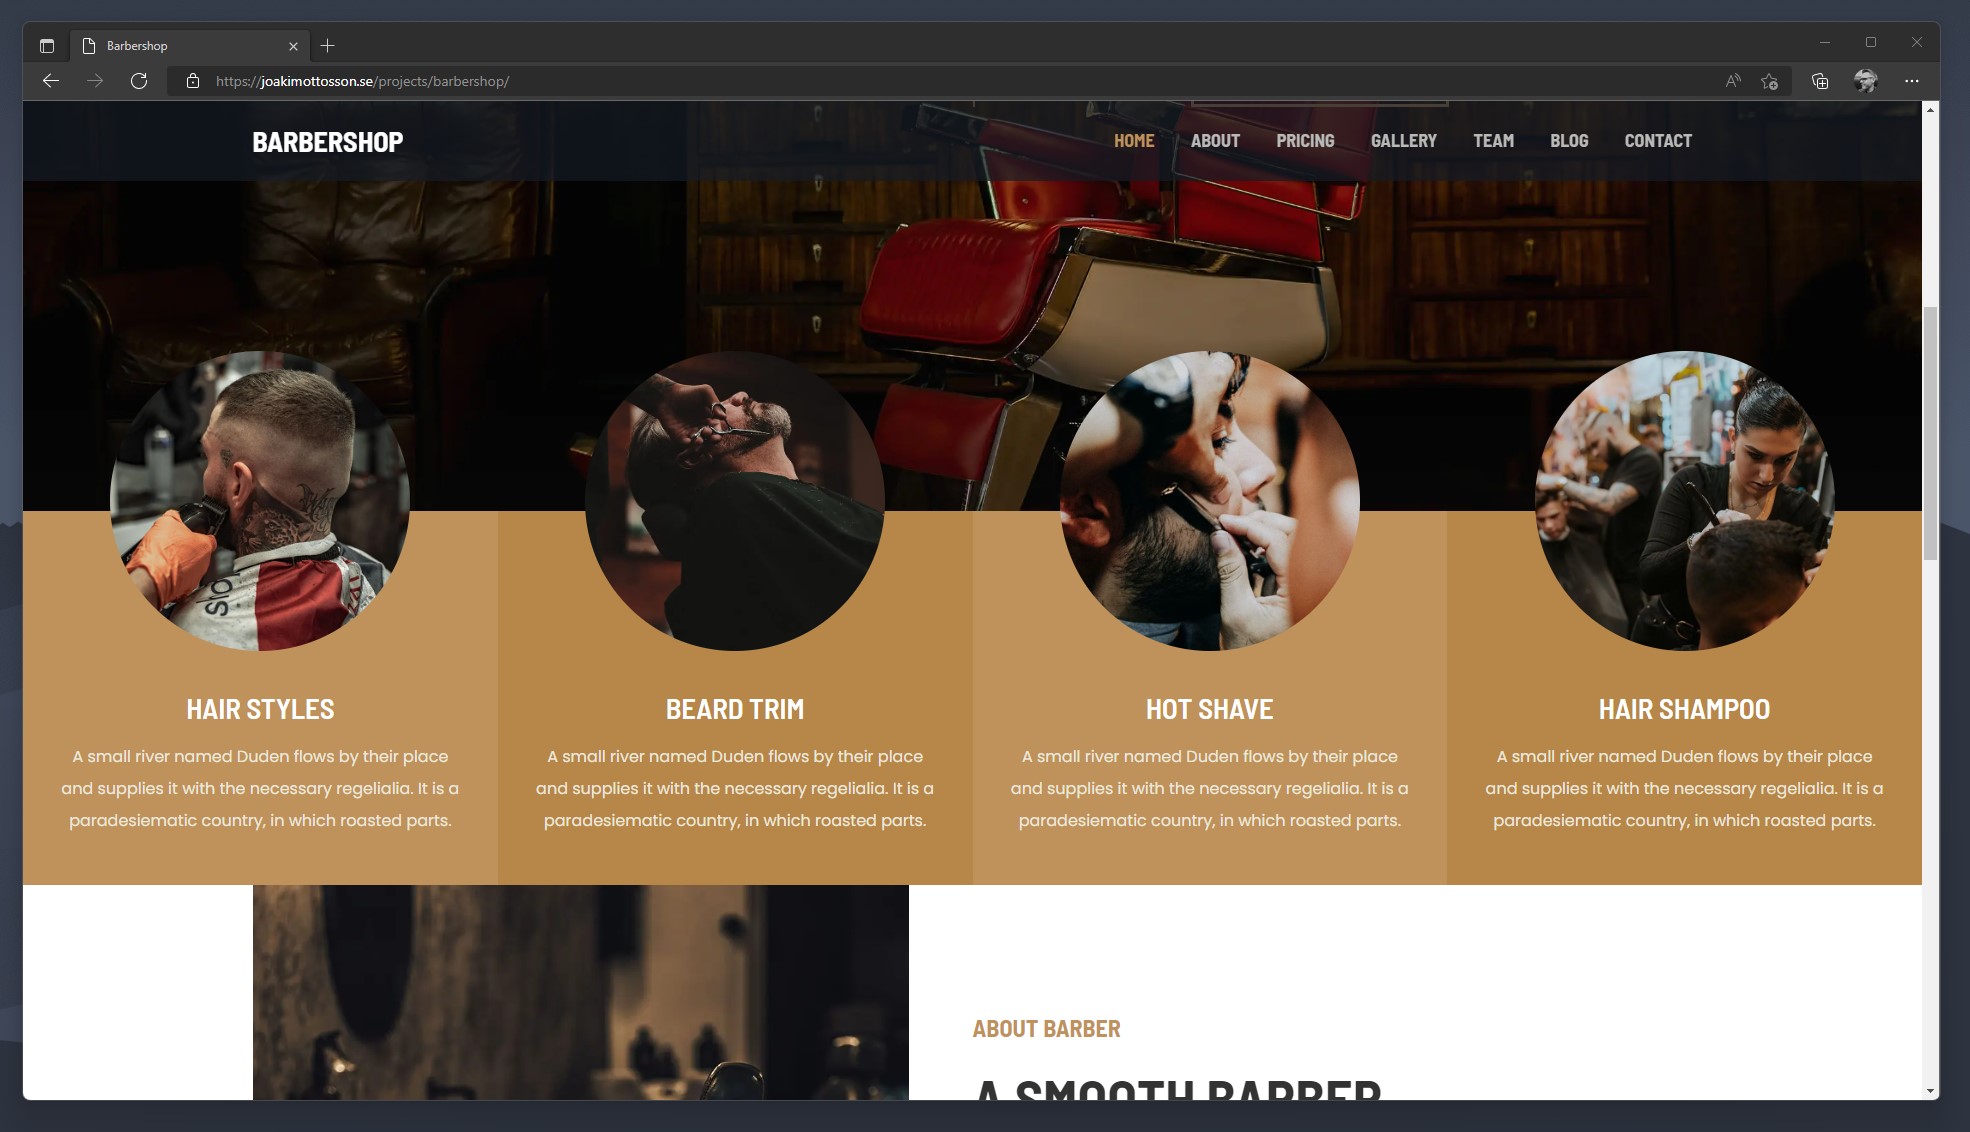 Barbershop
https://joakimottosson.se/projects/barbershop/
BARBERSHOP
HOME ABOUT PRICING GALLERY TEAM BLOG CONTACT
HAIR STYLES
A small river named Duden flows by their place
and supplies it with the necessary regelialia. It is a
paradesiematic country, in which roasted parts.
BEARD TRIM
A small river named Duden flows by their place
and supplies it with the necessary regelialia. It is a
paradesiematic country, in which roasted parts.
HOT SHAVE
A small river named Duden flows by their place
and supplies it with the necessary regelialia. It is a
paradesiematic country, in which roasted parts.
HAIR SHAMPOO
A small river named Duden flows by their place
and supplies it with the necessary regelialia. It is a
paradesiematic country, in which roasted parts.
ABOUT BARBER
A SMOOTH BARBER